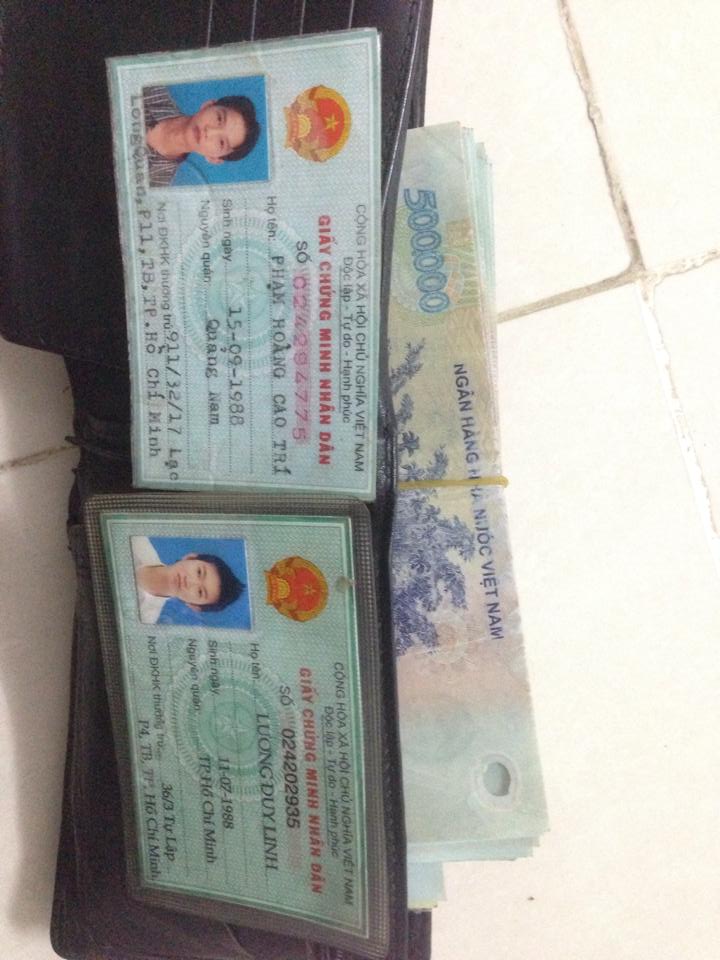 CỘNG HÒA XÃ HỘI CHỦ NGHĨA VIỆT NAM
Độc lập - Tự do - Hạnh phúc
GIẤY CHỨNG MINH NHÂN DÂN
SỐ 024294775
Họ tên: PHẠM HOÀNG CAO TRÍ
Sinh ngày 15-09-1988
Nguyên quán Quảng Nam
Nơi ĐKHK thường trú 911/32/17 Lạc
LongQuân,P11,TB,TP.Hồ Chí Minh
CỘNG HÒA XÃ HỘI CHỦ NGHĨA VIỆT NAM
Độc lập - Tự do - Hạnh phúc
GIẤY CHỨNG MINH NHÂN DÂN
SỐ 024202935
Họ tên: LƯƠNG DUY LINH
Sinh ngày 11-07-1988
Nguyên quán TP.Hồ Chí Minh
Nơi ĐKHK thường trú 36/3 Tự Lập
P4, TB, TP. Hồ Chí Minh
500.000
NGÂN HÀNG NHÀ NƯỚC VIỆT NAM